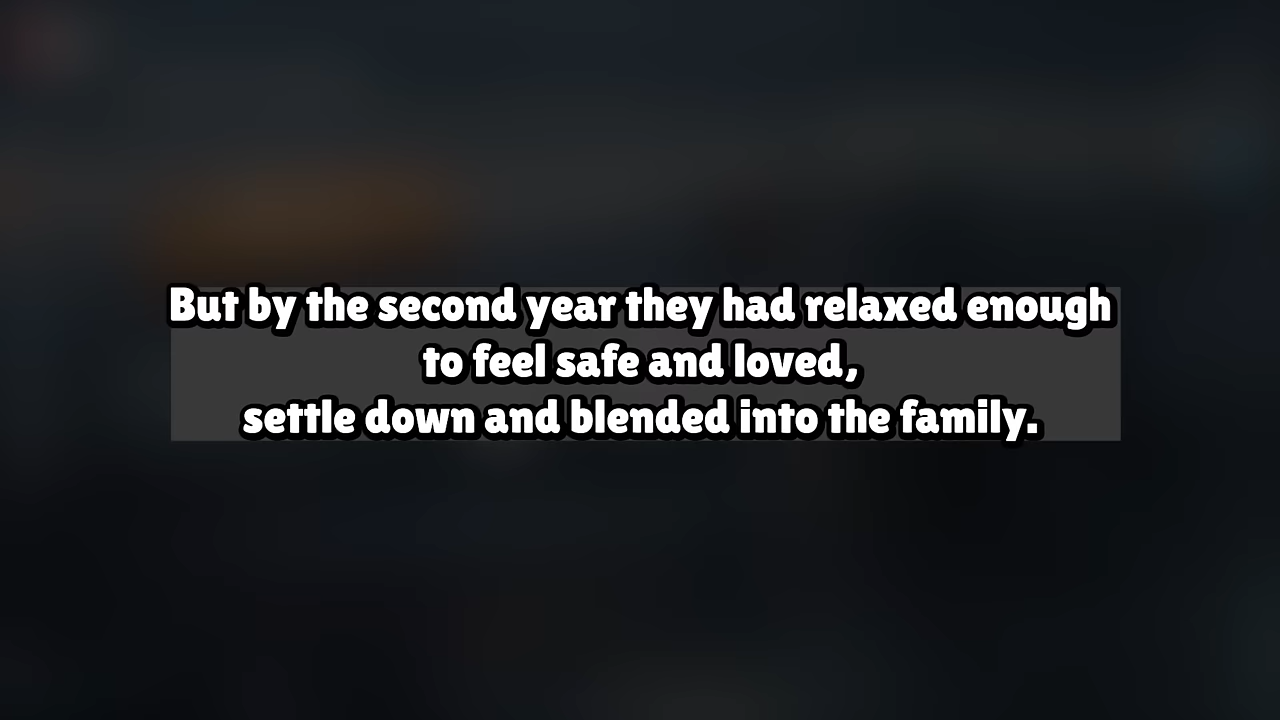 But by the second year they had relaxed enough
to feel safe and loved,
settle down and blended into the family.